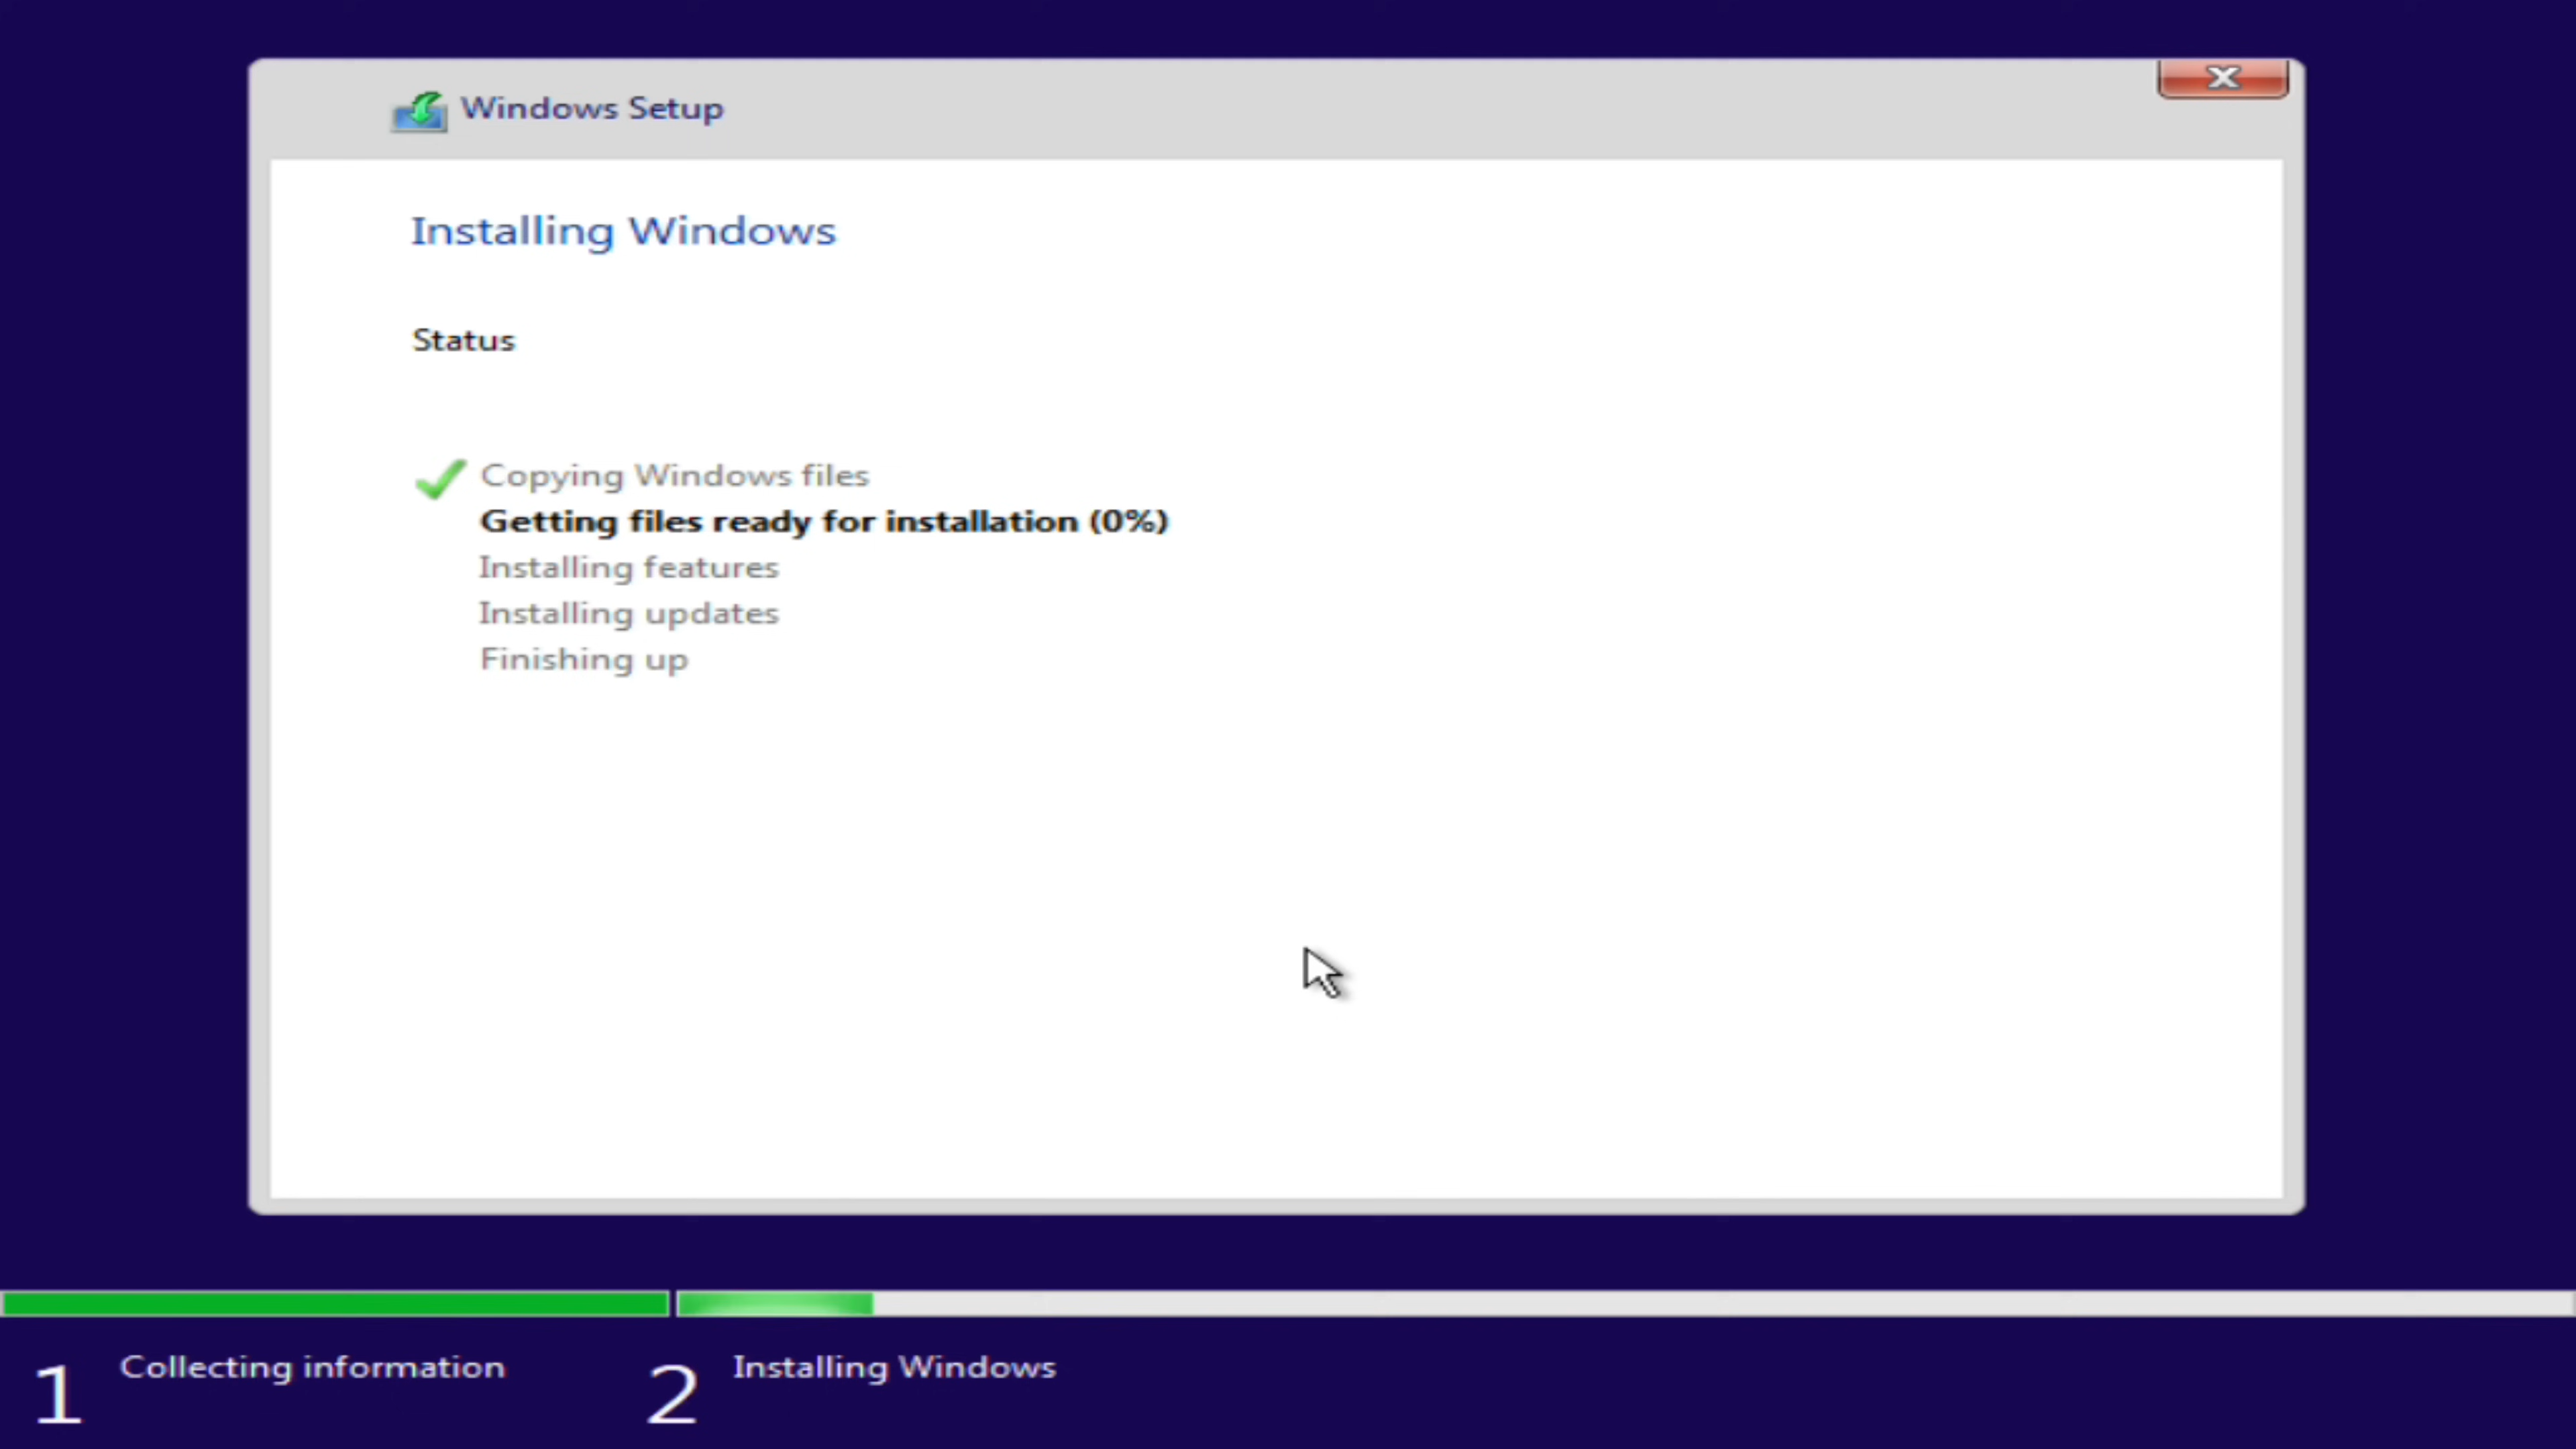 Windows Setup
Installing Windows
Status
Copying Windows files
Getting files ready for installation (0%)
Installing features
Installing updates
Finishing up
1 Collecting information
2 Installing Windows